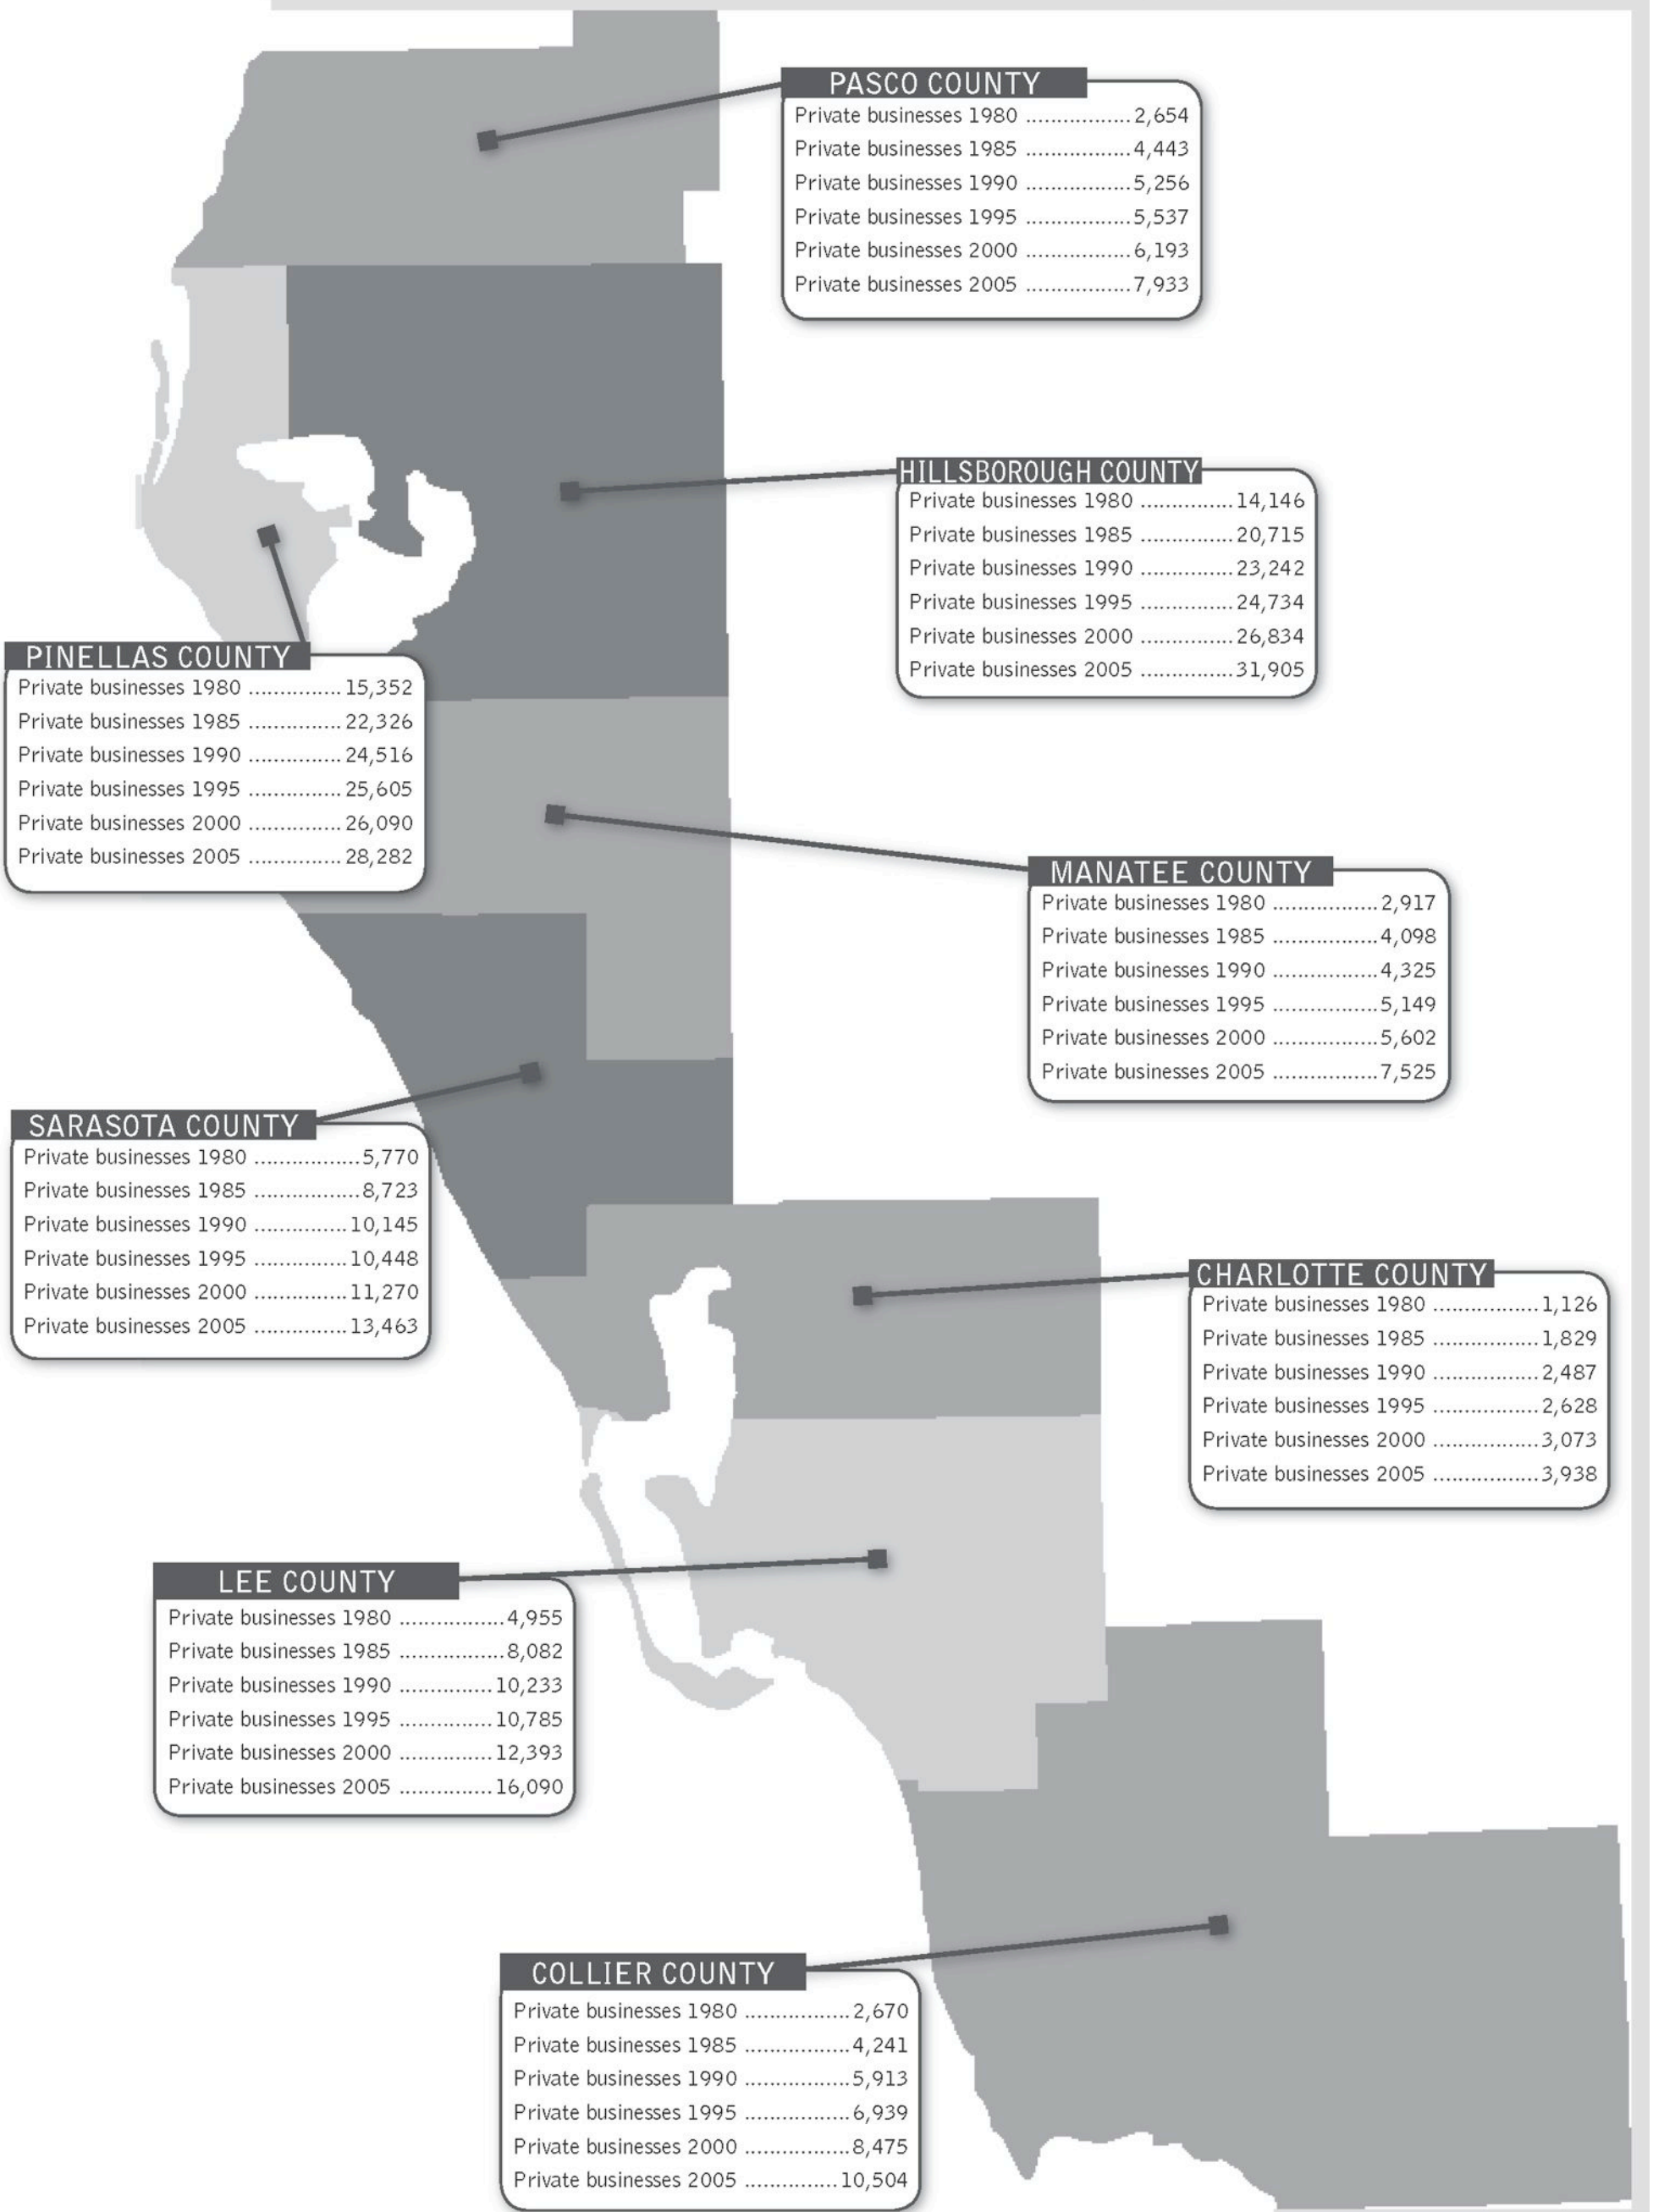 PASCO COUNTY
Private businesses 1980 .................2,654
Private businesses 1985 .................4,443
Private businesses 1990 .................5,256
Private businesses 1995 .................5,537
Private businesses 2000 .................6,193
Private businesses 2005 .................7,933
HILLSBOROUGH COUNTY
Private businesses 1980 ...............14,146
Private businesses 1985 ...............20,715
Private businesses 1990 ...............23,242
Private businesses 1995 ...............24,734
Private businesses 2000 ...............26,834
Private businesses 2005 ...............31,905
PINELLAS COUNTY
Private businesses 1980 ...............15,352
Private businesses 1985 ...............22,326
Private businesses 1990 ...............24,516
Private businesses 1995 ...............25,605
Private businesses 2000 ...............26,090
Private businesses 2005 ...............28,282
MANATEE COUNTY
Private businesses 1980 .................2,917
Private businesses 1985 .................4,098
Private businesses 1990 .................4,325
Private businesses 1995 .................5,149
Private businesses 2000 .................5,602
Private businesses 2005 .................7,525
SARASOTA COUNTY
Private businesses 1980 .................5,770
Private businesses 1985 .................8,723
Private businesses 1990 ...............10,145
Private businesses 1995 ...............10,448
Private businesses 2000 ...............11,270
Private businesses 2005 ...............13,463
CHARLOTTE COUNTY
Private businesses 1980 .................1,126
Private businesses 1985 .................1,829
Private businesses 1990 .................2,487
Private businesses 1995 .................2,628
Private businesses 2000 .................3,073
Private businesses 2005 .................3,938
LEE COUNTY
Private businesses 1980 .................4,955
Private businesses 1985 .................8,082
Private businesses 1990 ...............10,233
Private businesses 1995 ...............10,785
Private businesses 2000 ...............12,393
Private businesses 2005 ...............16,090
COLLIER COUNTY
Private businesses 1980 .................2,670
Private businesses 1985 .................4,241
Private businesses 1990 .................5,913
Private businesses 1995 .................6,939
Private businesses 2000 .................8,475
Private businesses 2005 ...............10,504